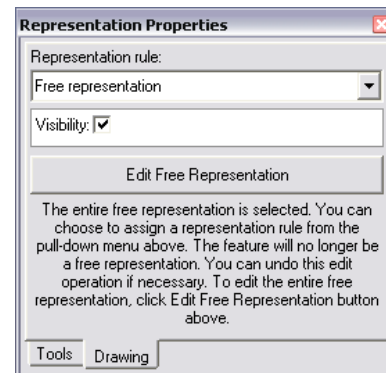 Representation Properties
Representation rule:
Free representation
Visibility:
Edit Free Representation
The entire free representation is selected. You can
choose to assign a representation rule from the
pull-down menu above. The feature will no longer be
a free representation. You can undo this edit
operation if necessary. To edit the entire free
representation, click Edit Free Representation button
above.
Tools Drawing